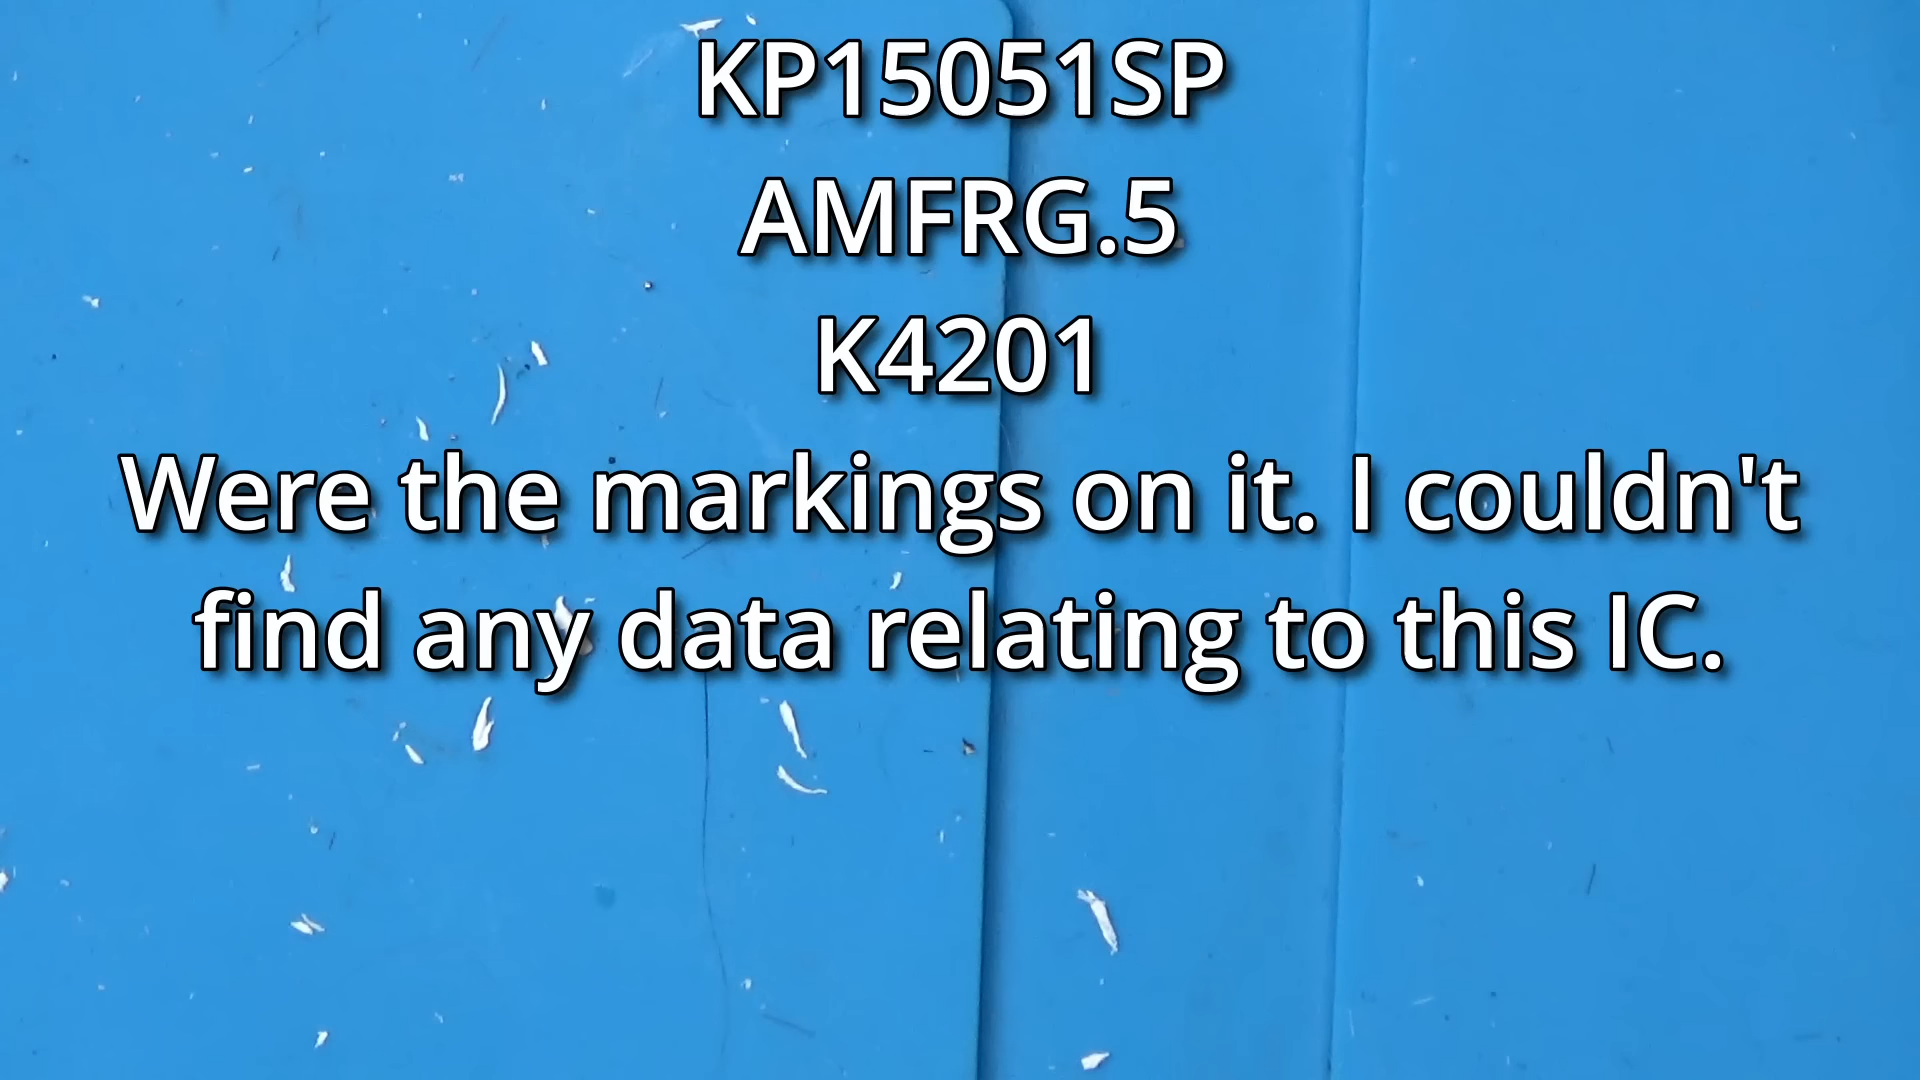 KP15051SP
AMFRG.5
K4201
Were the markings on it. I couldn't
find any data relating to this IC.